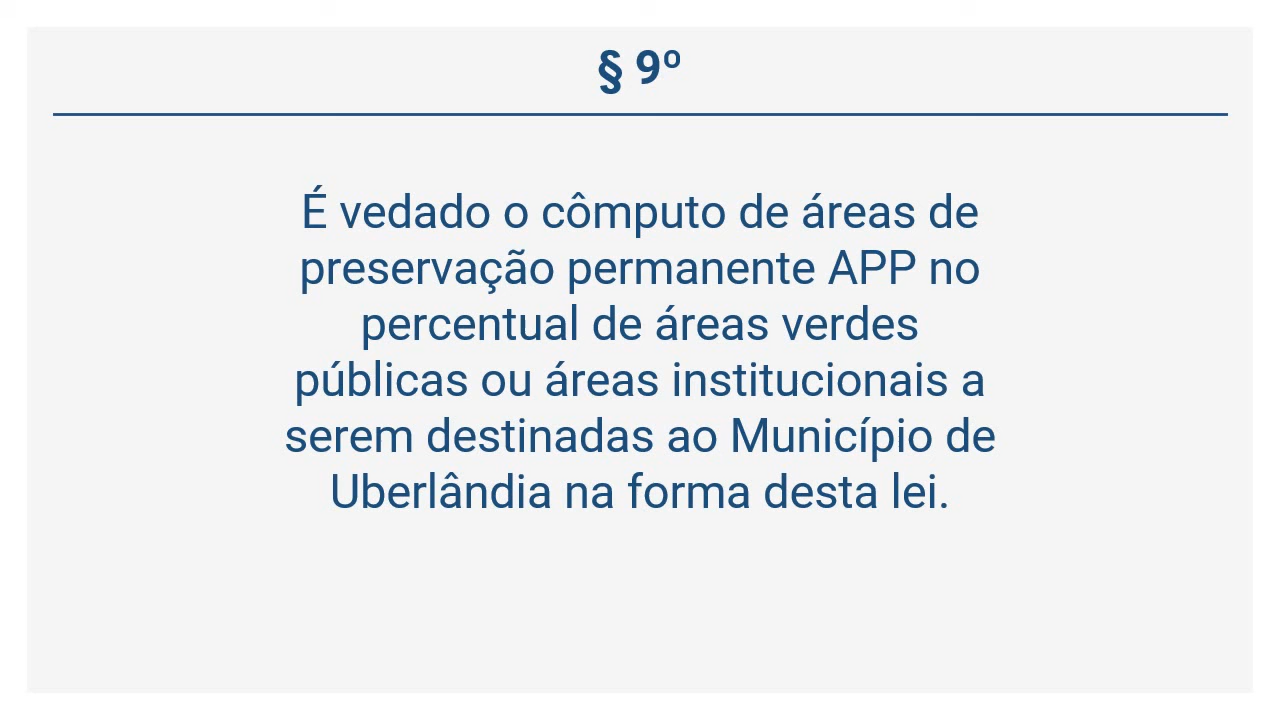 § 9º
É vedado o cômputo de áreas de
preservação permanente APP no
percentual de áreas verdes
públicas ou áreas institucionais a
serem destinadas ao Município de
Uberlândia na forma desta lei.